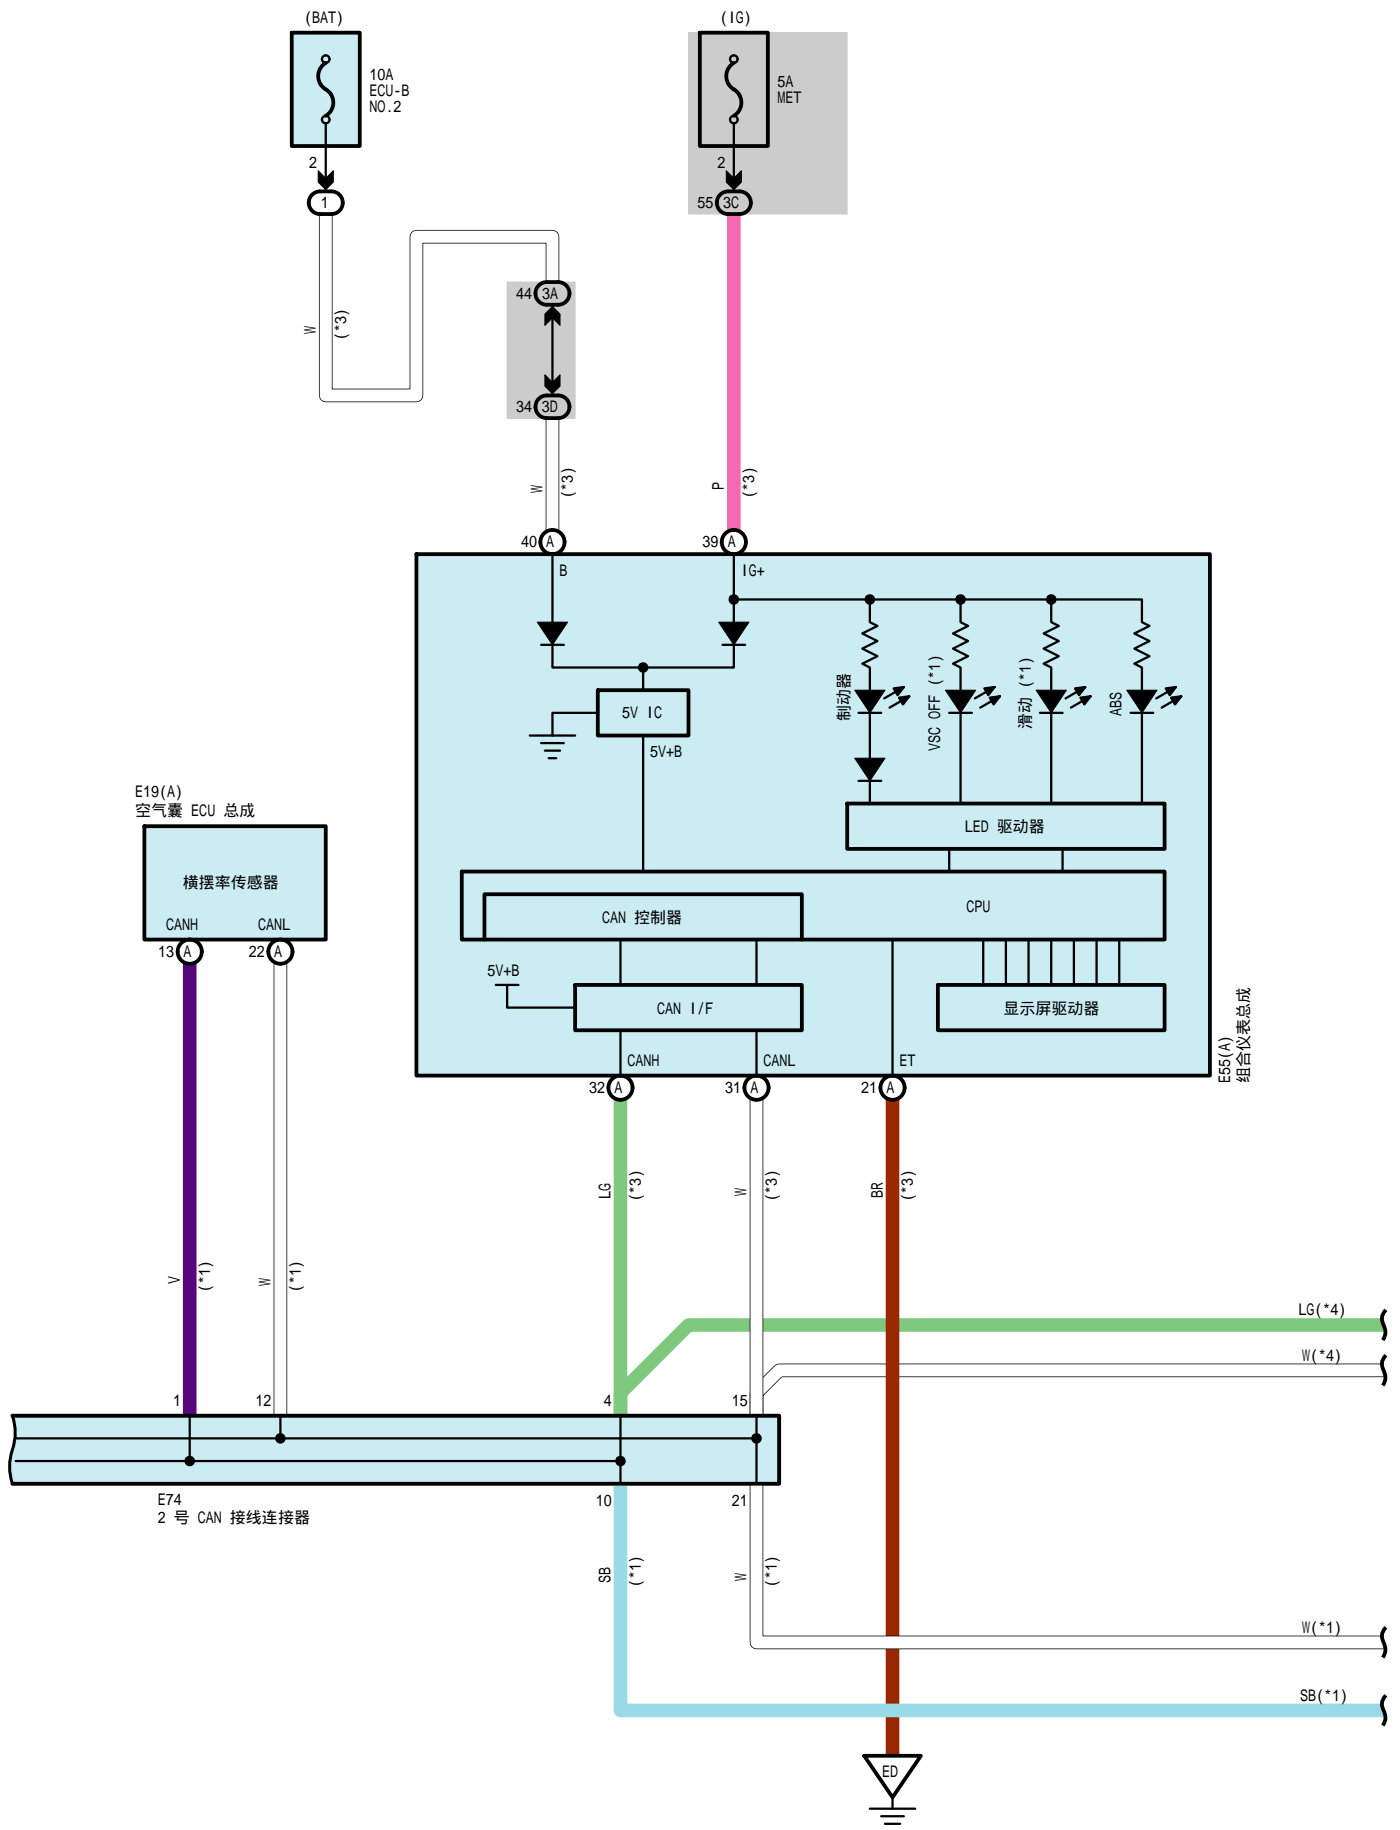 (BAT)
(IG)
10A
ECU-B
NO.2
5A
MET
2
1
2
55 3C
44 3A
34 3D
W
(*3)
W
(*3)
P
(*3)
40 A
39 A
B
IG+
5V IC
5V+B
制动器
VSC OFF (*1)
滑动 (*1)
ABS
LED 驱动器
CPU
CAN 控制器
5V+B
CAN I/F
显示屏驱动器
CANH
CANL
ET
E55(A)
组合仪表总成
32 A
31 A
21 A
E19(A)
空气囊 ECU 总成
横摆率传感器
CANH
CANL
13 A
22 A
V
(*1)
W
(*1)
LG
(*3)
W
(*3)
BR
(*3)
LG(*4)
W(*4)
1
12
4
15
E74
2 号 CAN 接线连接器
10
21
SB
(*1)
W
(*1)
W(*1)
SB(*1)
ED